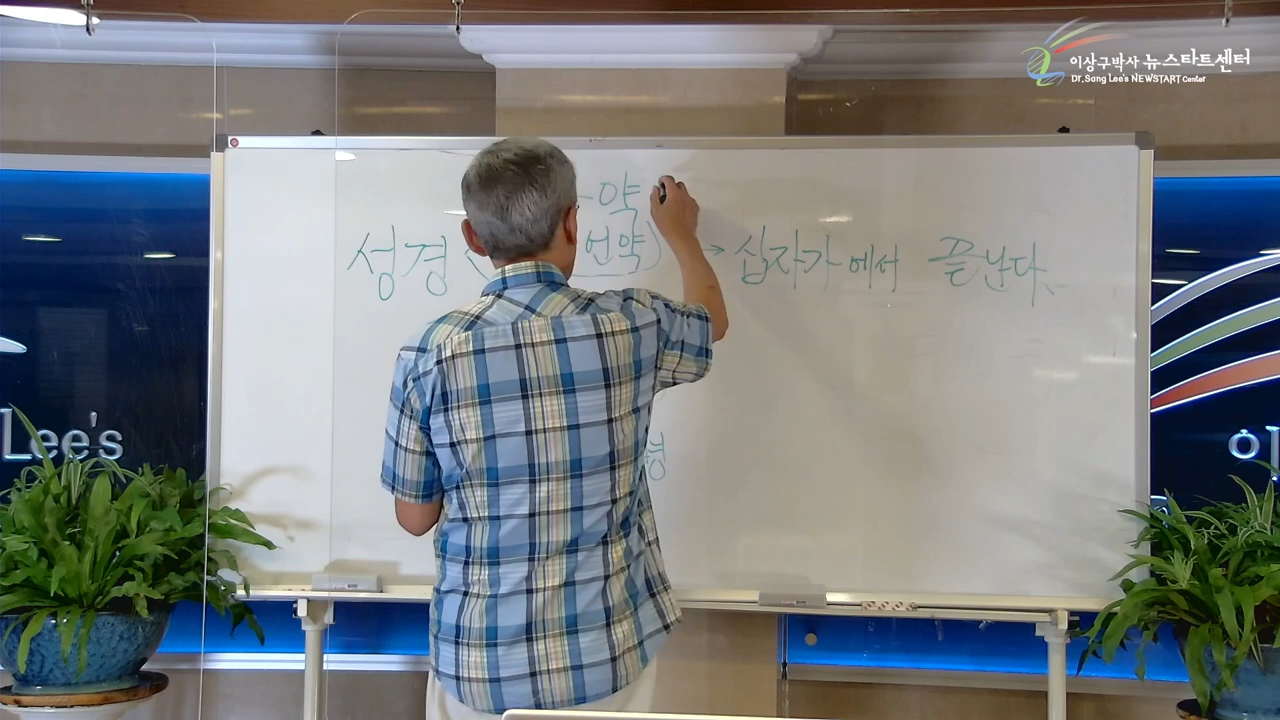 이상구박사 뉴스타트센터
Dr. Sang Lee's NEWSTART Center
약
성경 언약) → 십자가에서 끝난다.
Lee's
이